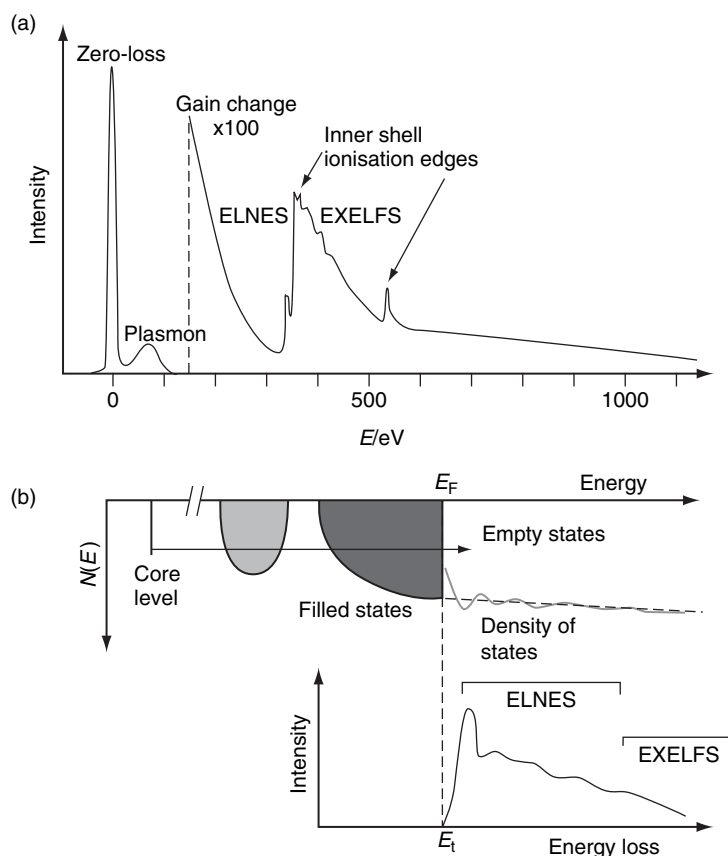 (a)
Zero-loss
Gain change
x100
Inner shell
ionisation edges
ELNES
EXELFS
Plasmon
Intensity
0
500
1000
E/eV
(b)
E_F
Energy
N(E)
Empty states
Core
level
Filled states
Density of
states
ELNES
EXELFS
Intensity
E_t
Energy loss